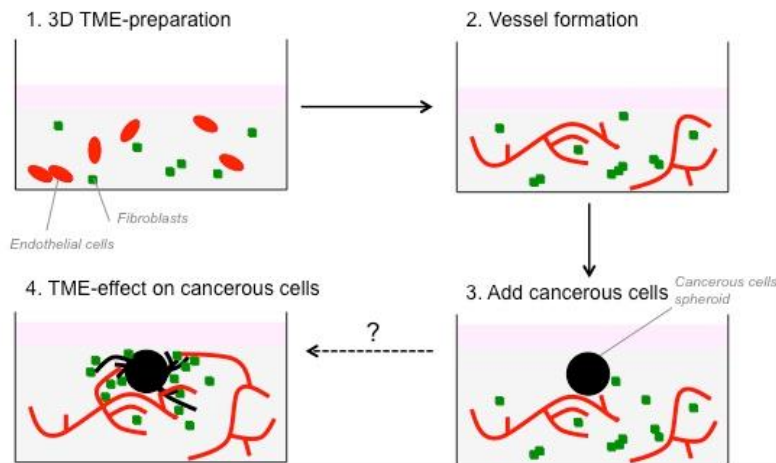 1. 3D TME-preparation
2. Vessel formation
Fibroblasts
Endothelial cells
4. TME-effect on cancerous cells
?
3. Add cancerous cells
Cancerous cells
spheroid